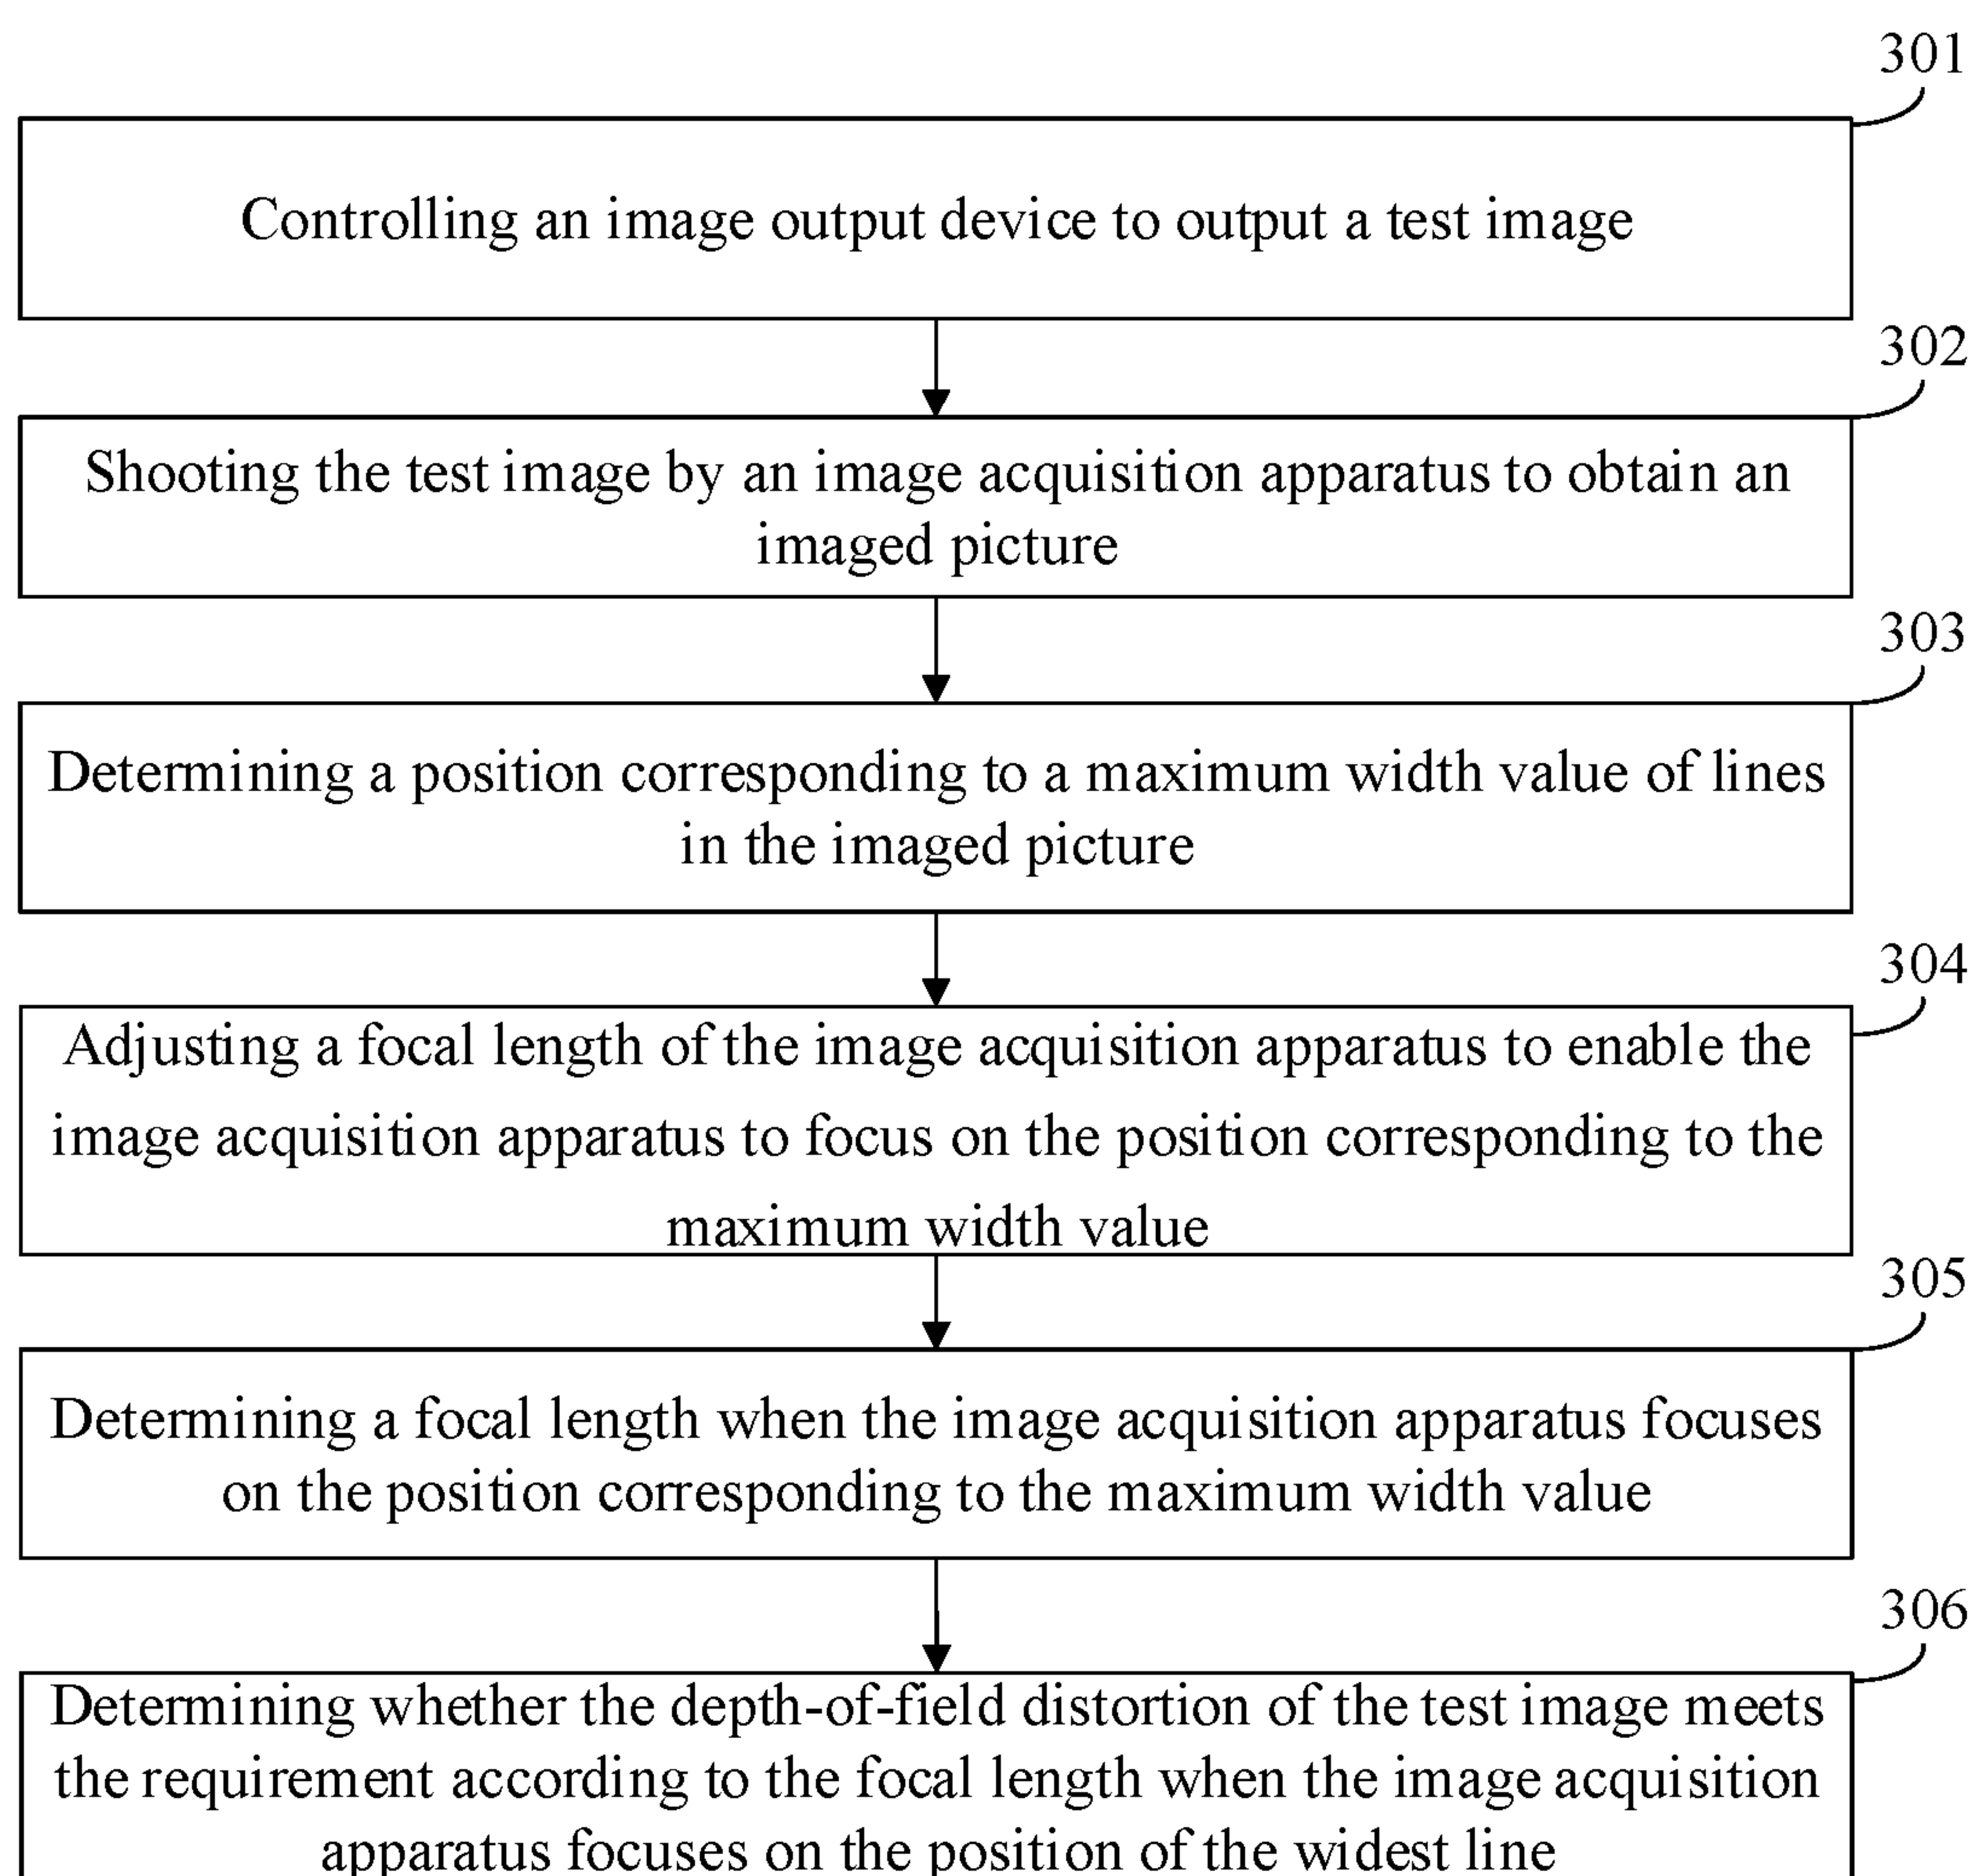 301
Controlling an image output device to output a test image
302
Shooting the test image by an image acquisition apparatus to obtain an
imaged picture
303
Determining a position corresponding to a maximum width value of lines
in the imaged picture
304
Adjusting a focal length of the image acquisition apparatus to enable the
image acquisition apparatus to focus on the position corresponding to the
maximum width value
305
Determining a focal length when the image acquisition apparatus focuses
on the position corresponding to the maximum width value
306
Determining whether the depth-of-field distortion of the test image meets
the requirement according to the focal length when the image acquisition
apparatus focuses on the position of the widest line